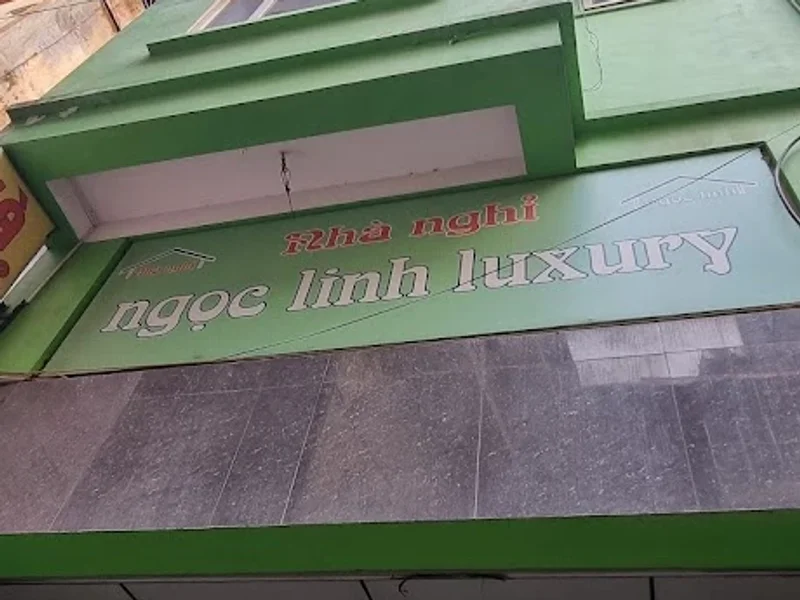 Nhà nghỉ
ngọc linh luxury